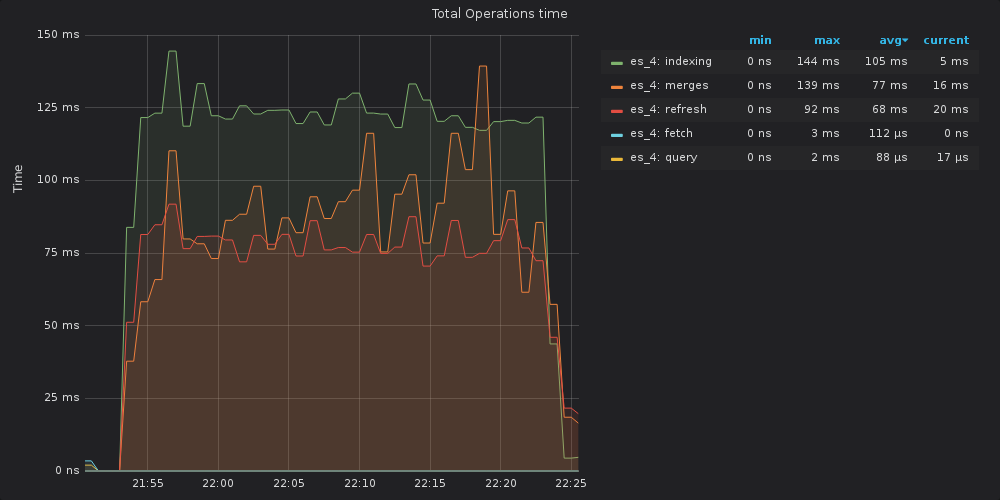 Total Operations time
150 ms
125 ms
100 ms
75 ms
50 ms
25 ms
0 ns
Time
21:55 22:00 22:05 22:10 22:15 22:20 22:25
min max avg current
es_4: indexing 0 ns 144 ms 105 ms 5 ms
es_4: merges 0 ns 139 ms 77 ms 16 ms
es_4: refresh 0 ns 92 ms 68 ms 20 ms
es_4: fetch 0 ns 3 ms 112 µs 0 ns
es_4: query 0 ns 2 ms 88 µs 17 µs